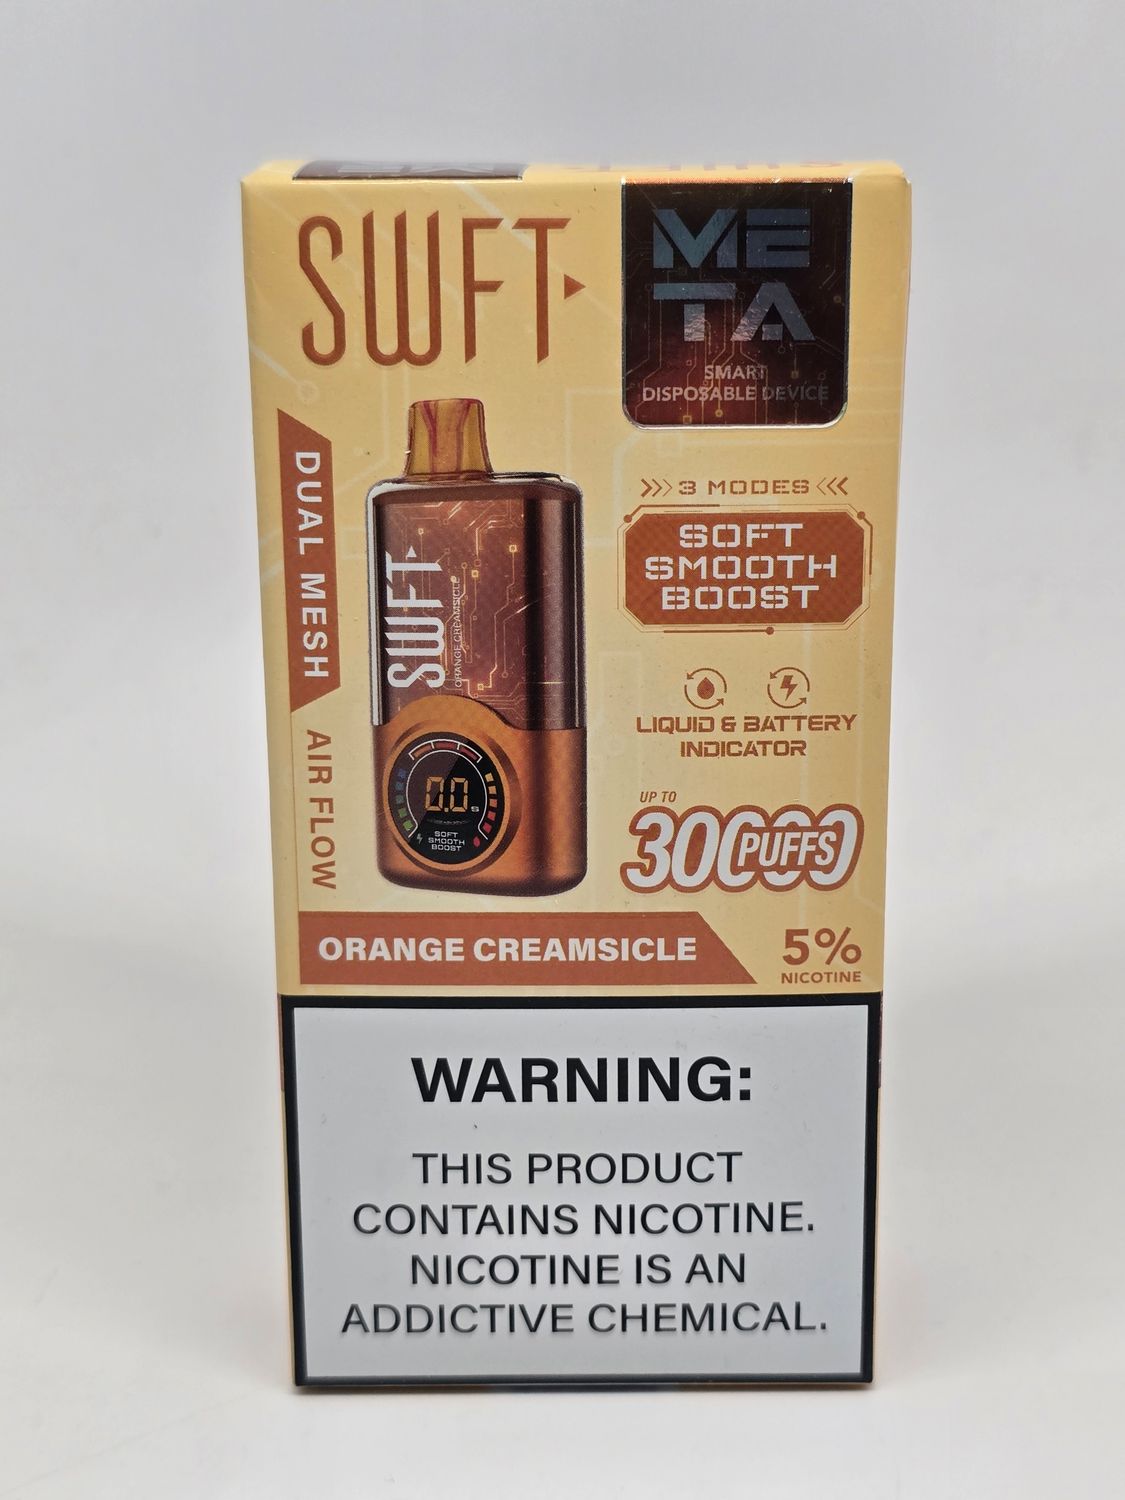 SWFT
META
SMART
DISPOSABLE DEVICE
DUAL MESH
AIR FLOW
SWFT
ORANGE CREAMSICLE
0.0 s
SOFT
SMOOTH
BOOST
3 MODES
SOFT
SMOOTH
BOOST
LIQUID & BATTERY
INDICATOR
UP TO
30000 PUFFS
ORANGE CREAMSICLE
5%
NICOTINE
WARNING:
THIS PRODUCT
CONTAINS NICOTINE.
NICOTINE IS AN
ADDICTIVE CHEMICAL.